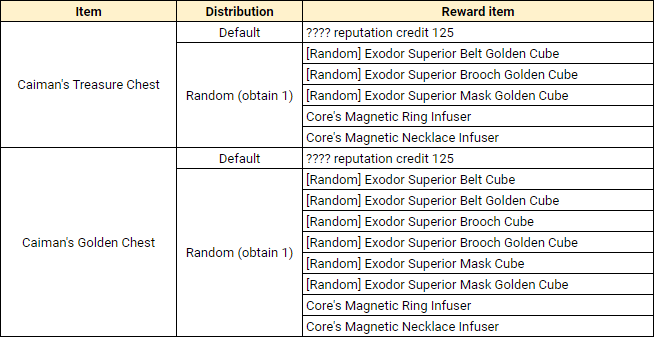 Item Distribution Reward item
Caiman's Treasure Chest
Default ???? reputation credit 125
Random (obtain 1)
[Random] Exodor Superior Belt Golden Cube
[Random] Exodor Superior Brooch Golden Cube
[Random] Exodor Superior Mask Golden Cube
Core's Magnetic Ring Infuser
Core's Magnetic Necklace Infuser
Caiman's Golden Chest
Default ???? reputation credit 125
Random (obtain 1)
[Random] Exodor Superior Belt Cube
[Random] Exodor Superior Belt Golden Cube
[Random] Exodor Superior Brooch Cube
[Random] Exodor Superior Brooch Golden Cube
[Random] Exodor Superior Mask Cube
[Random] Exodor Superior Mask Golden Cube
Core's Magnetic Ring Infuser
Core's Magnetic Necklace Infuser